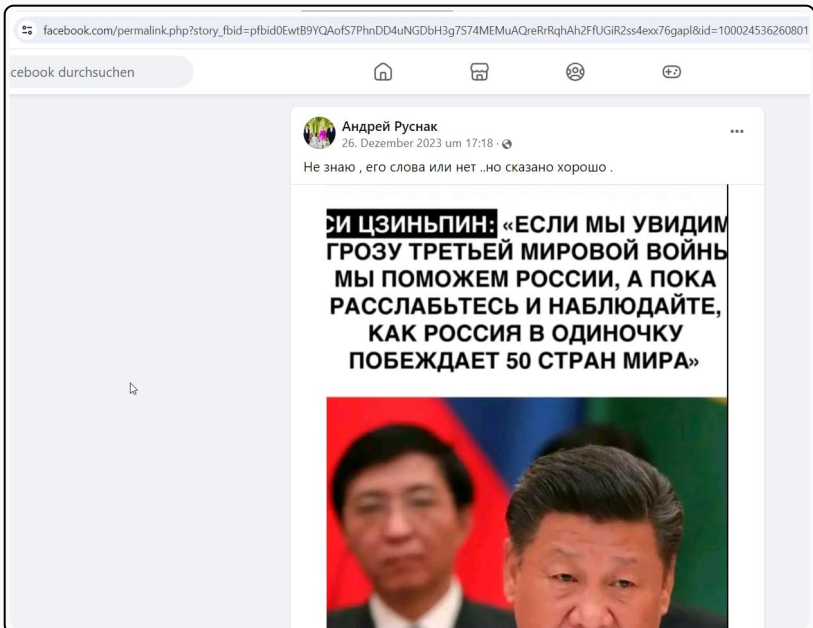 facebook.com/permalink.php?story_fbid=pfbid0EwtB9YQAofS7PhnDD4uNGDbH3g7S74MEMuAQreRrRqhAh2FfUGiR2ss4exx76gapl&id=100024536260801
cebook durchsuchen
Андрей Руснак
26. Dezember 2023 um 17:18 ·
Не знаю , его слова или нет ..но сказано хорошо .
СИ ЦЗИНЬПИН: «ЕСЛИ МЫ УВИДИМ
ГРОЗУ ТРЕТЬЕЙ МИРОВОЙ ВОЙНЫ
МЫ ПОМОЖЕМ РОССИИ, А ПОКА
РАССЛАБЬТЕСЬ И НАБЛЮДАЙТЕ,
КАК РОССИЯ В ОДИНОЧКУ
ПОБЕЖДАЕТ 50 СТРАН МИРА»